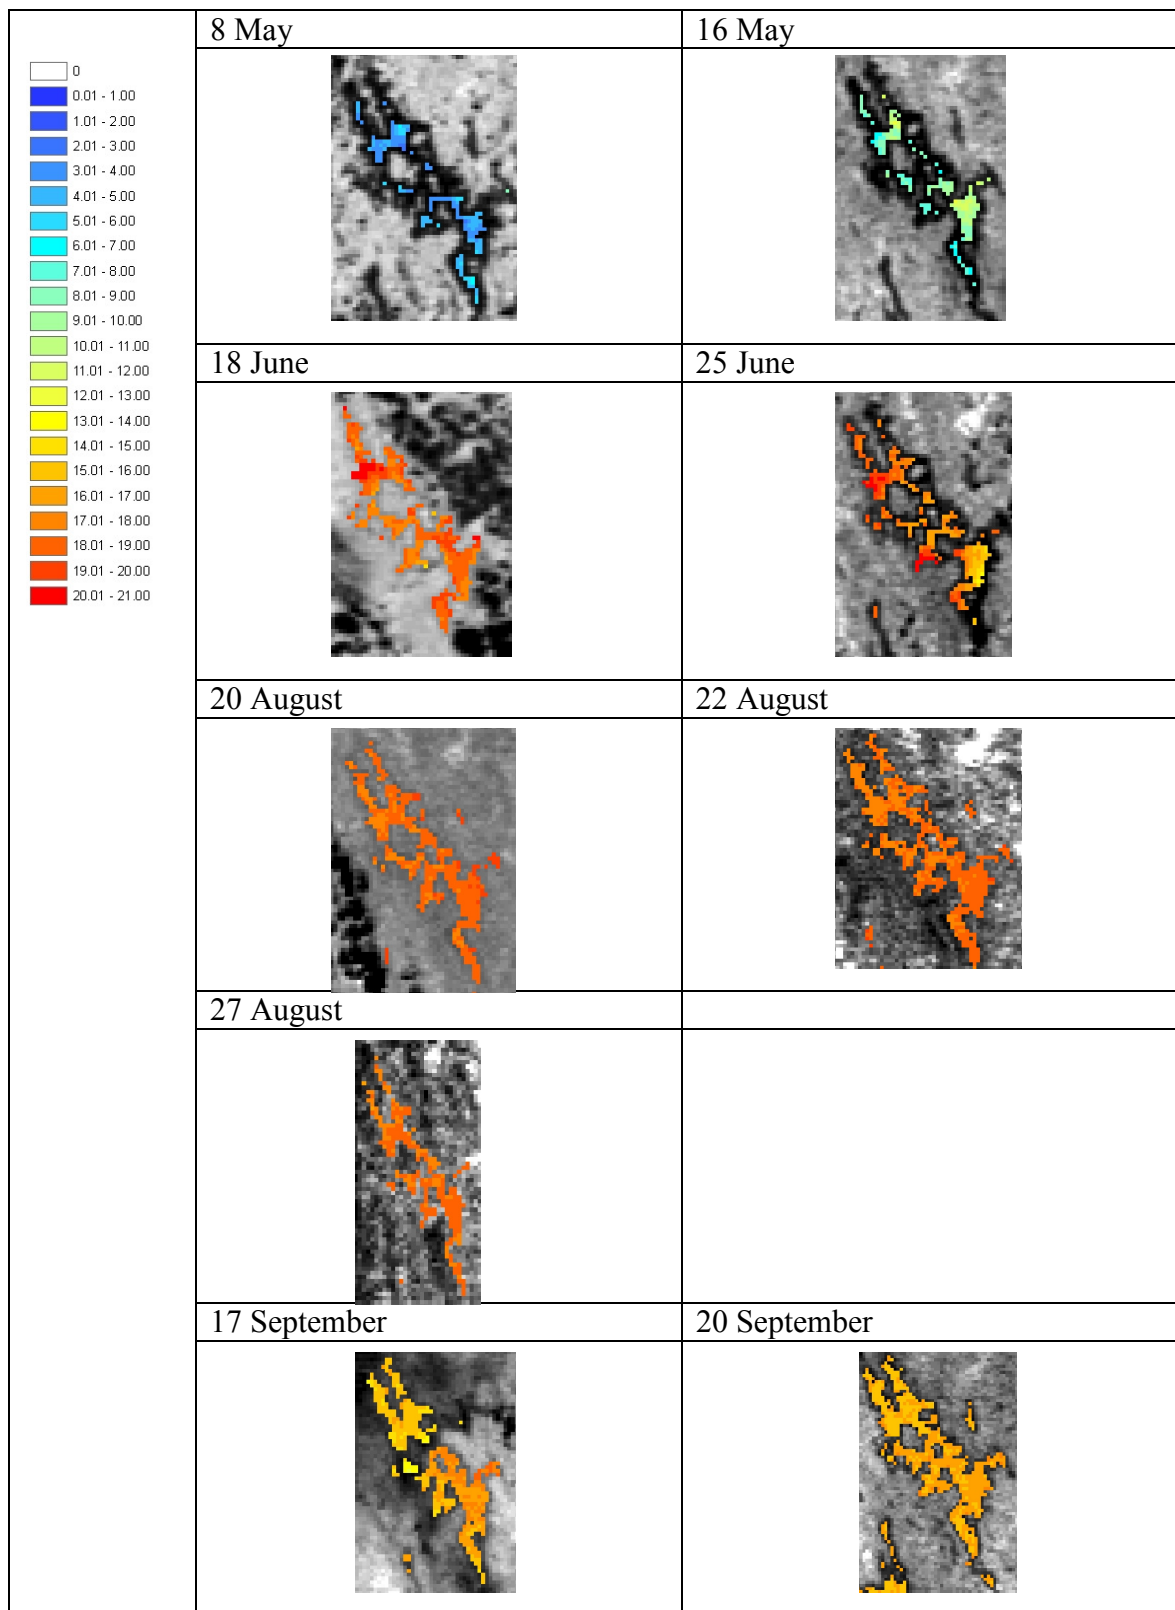 8 May
16 May
0
0.01 - 1.00
1.01 - 2.00
2.01 - 3.00
3.01 - 4.00
4.01 - 5.00
5.01 - 6.00
6.01 - 7.00
7.01 - 8.00
8.01 - 9.00
9.01 - 10.00
10.01 - 11.00
11.01 - 12.00
12.01 - 13.00
13.01 - 14.00
14.01 - 15.00
15.01 - 16.00
16.01 - 17.00
17.01 - 18.00
18.01 - 19.00
19.01 - 20.00
20.01 - 21.00
18 June
25 June
20 August
22 August
27 August
17 September
20 September